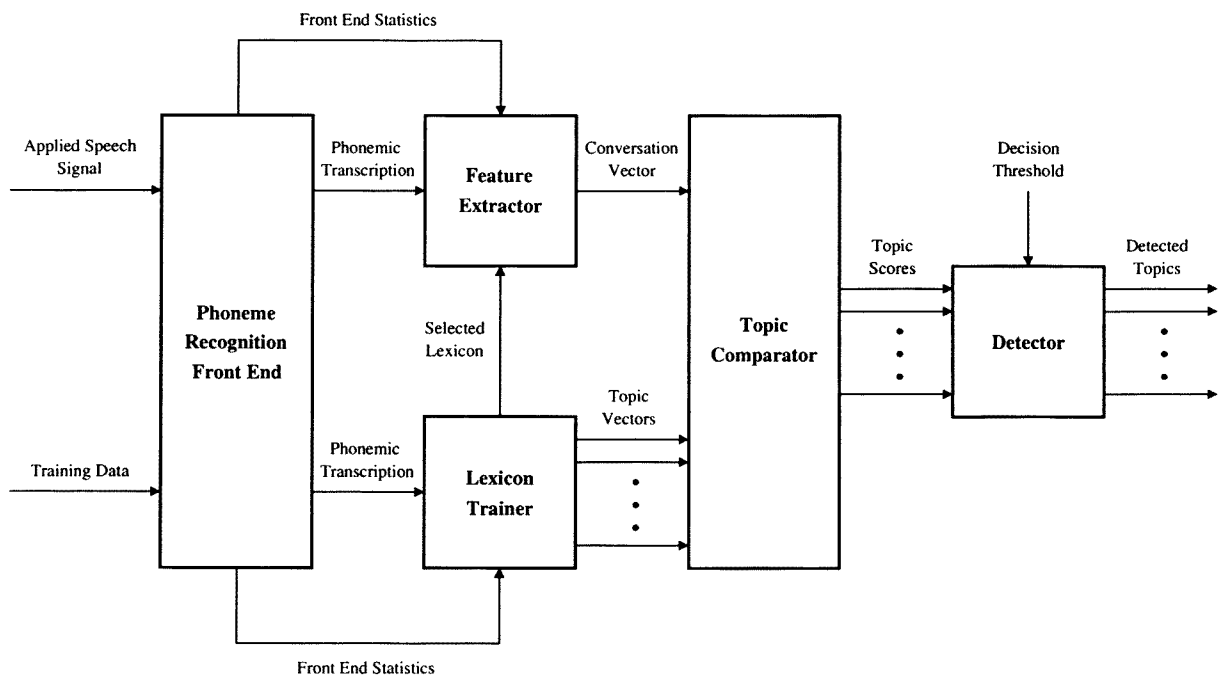 Front End Statistics
Applied Speech
Signal
Phonemic
Transcription
Feature
Extractor
Conversation
Vector
Decision
Threshold
Phoneme
Recognition
Front End
Selected
Lexicon
Topic
Comparator
Topic
Scores
Detector
Detected
Topics
Training Data
Phonemic
Transcription
Lexicon
Trainer
Topic
Vectors
Front End Statistics